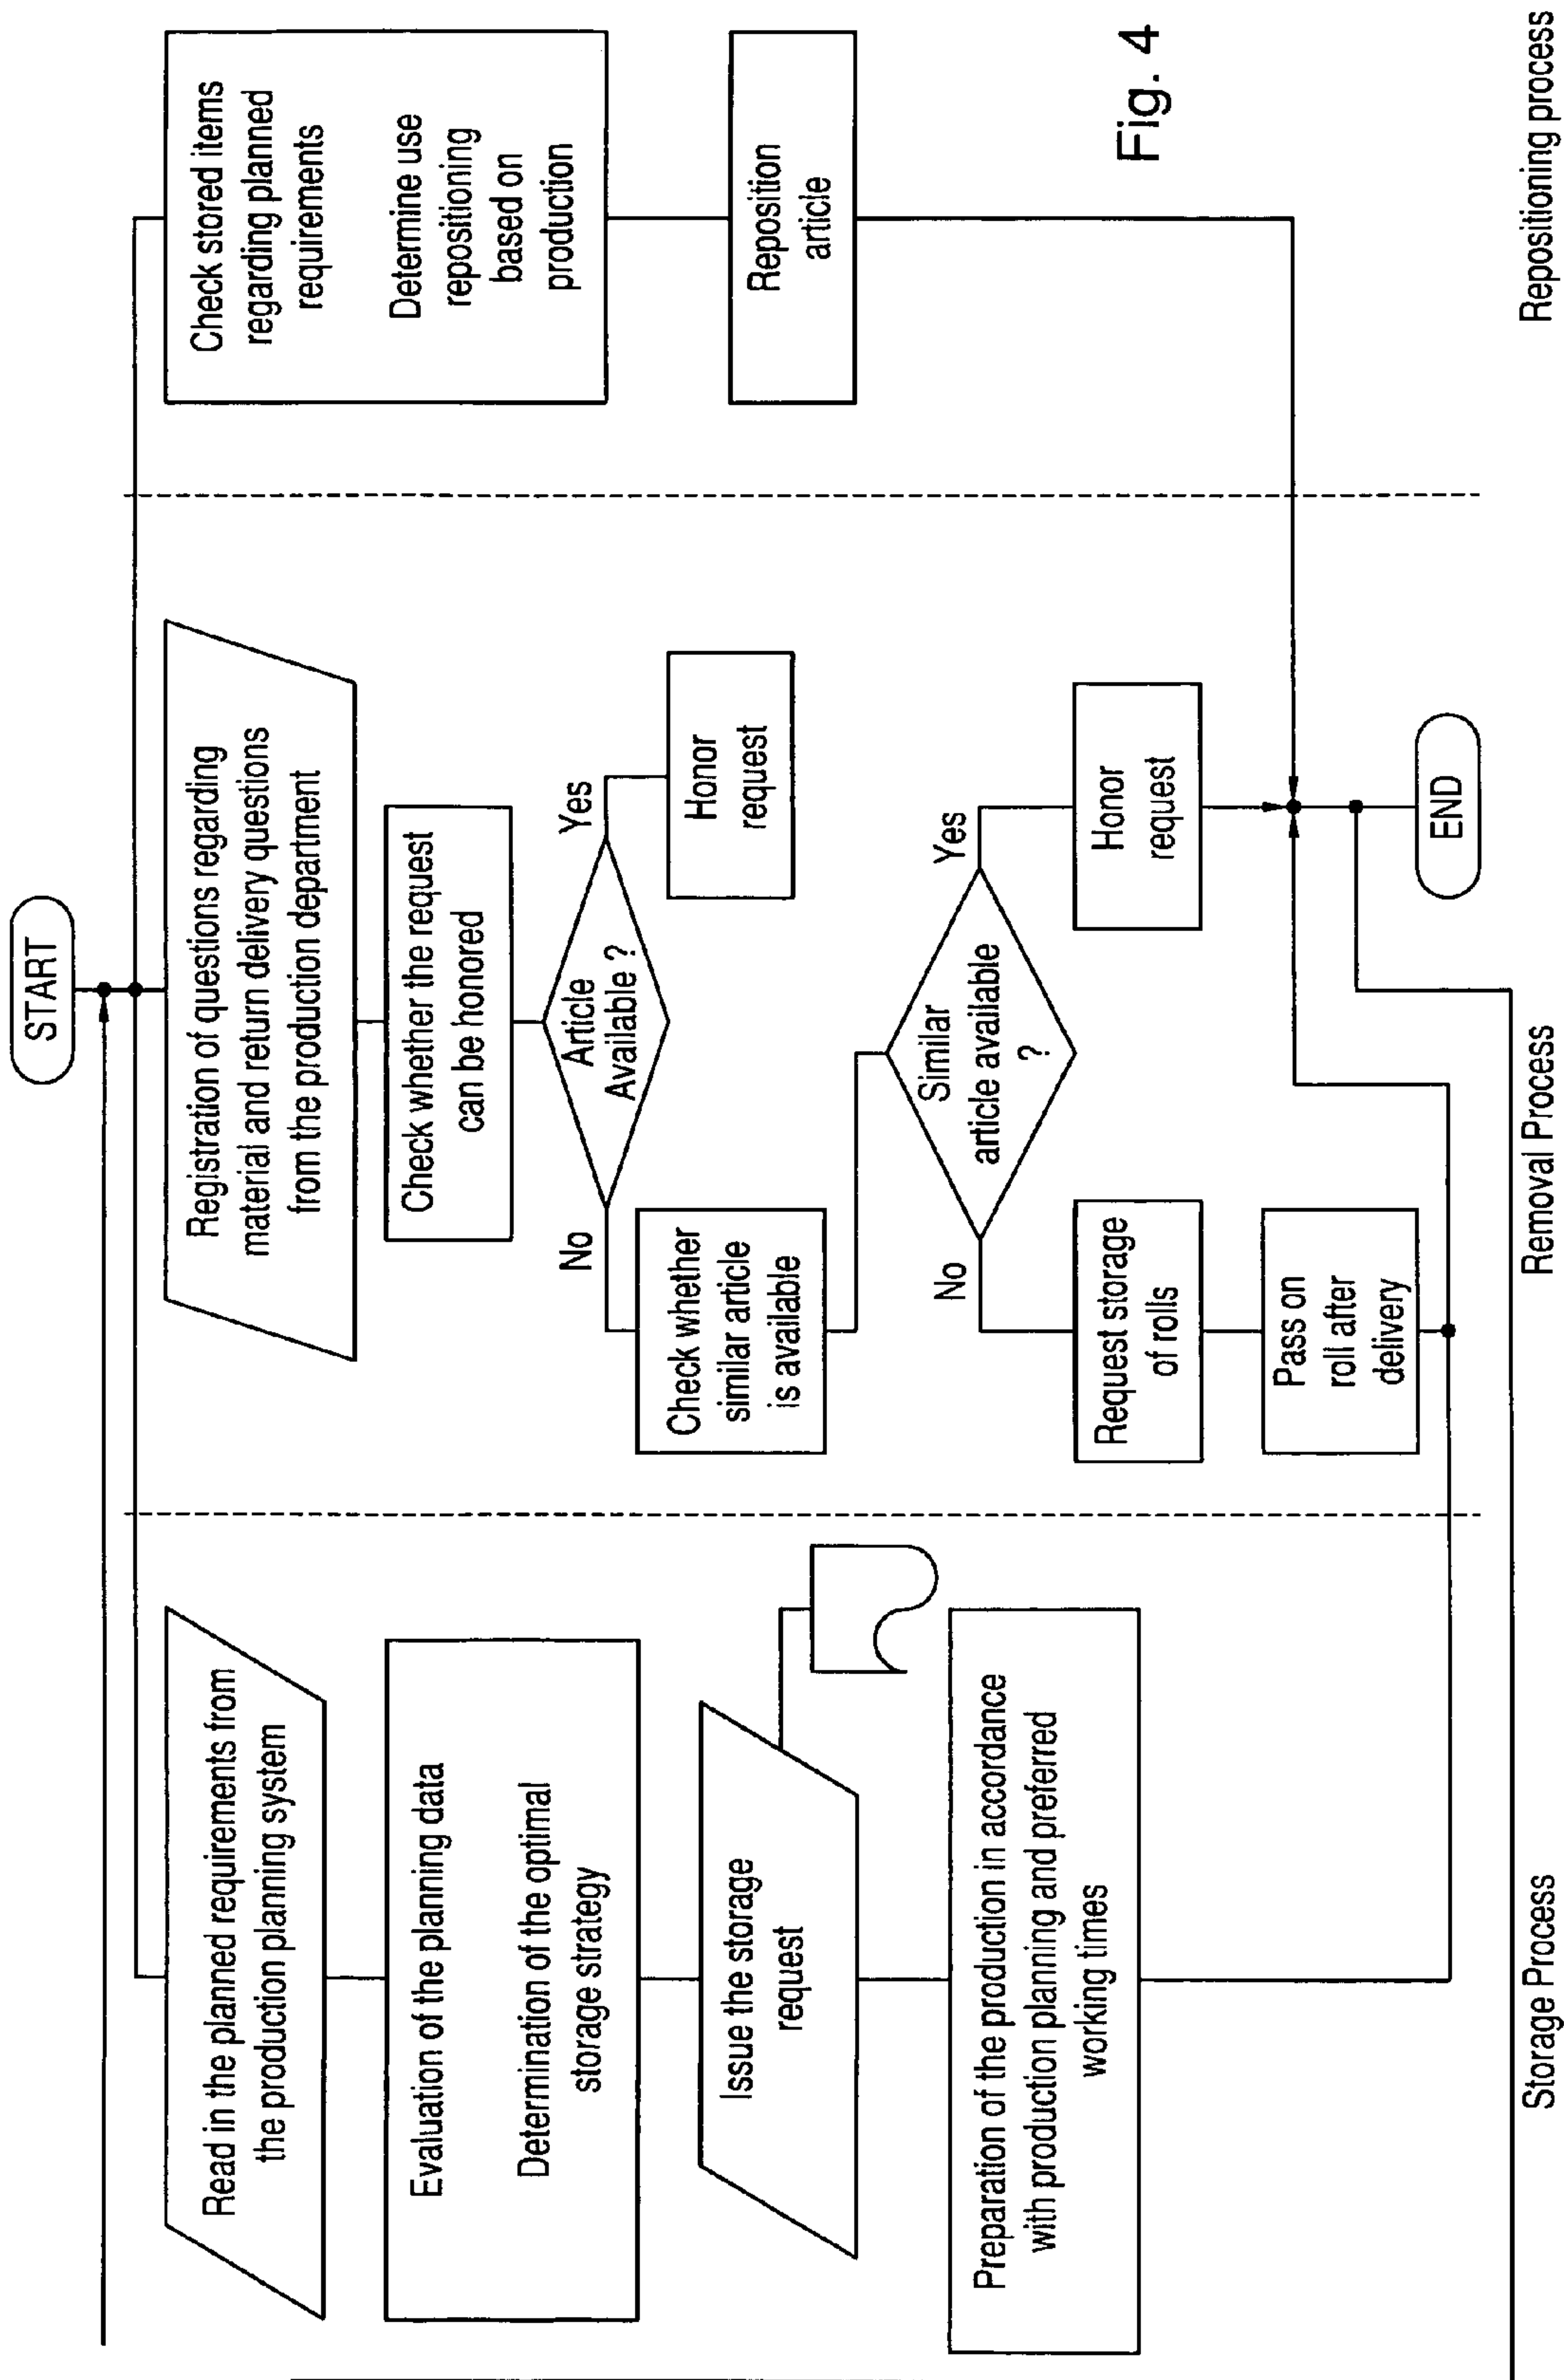 START
Read in the planned requirements from
the production planning system
Evaluation of the planning data
Determination of the optimal
storage strategy
Issue the storage
request
Preparation of the production in accordance
with production planning and preferred
working times
Storage Process
Registration of questions regarding
material and return delivery questions
from the production department
Check whether the request
can be honored
Article
Available ?
No
Yes
Honor
request
Check whether
similar article
is available
Similar
article available
?
No
Yes
Request storage
of rolls
Honor
request
Pass on
roll after
delivery
END
Removal Process
Check stored items
regarding planned
requirements
Determine use
repositioning
based on
production
Reposition
article
Fig. 4
Repositioning process